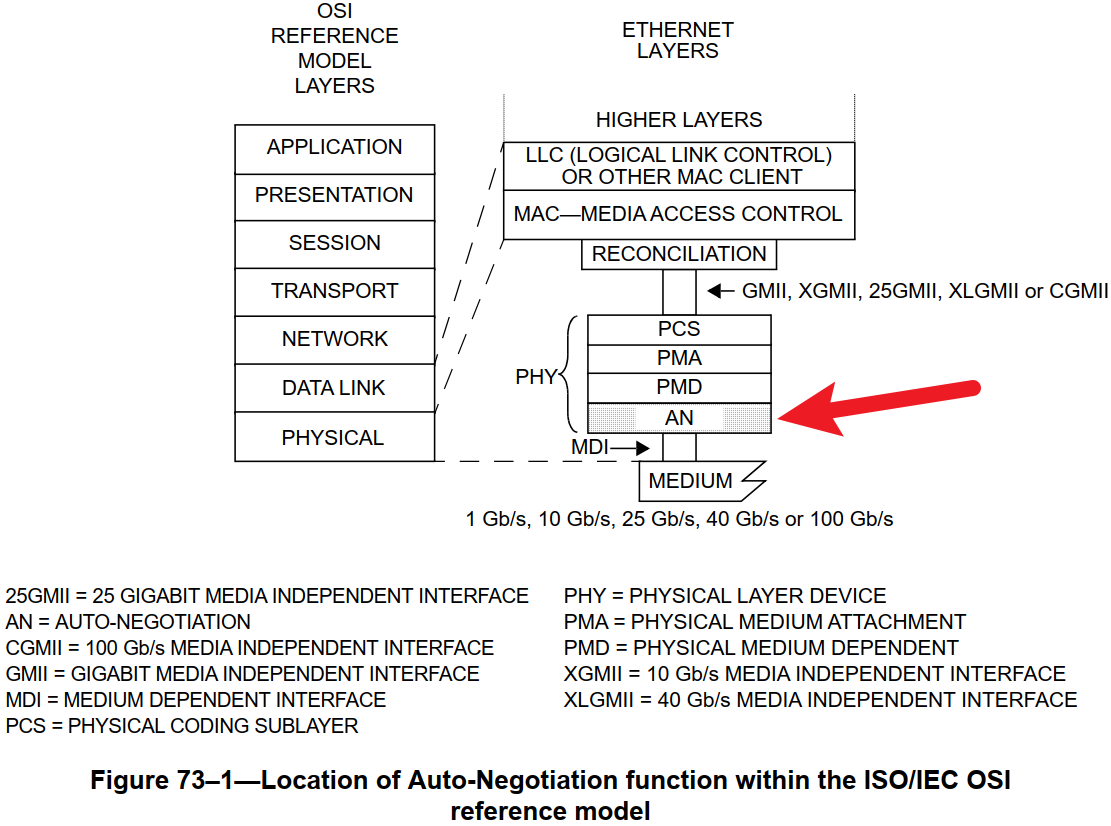 OSI
REFERENCE
MODEL
LAYERS
ETHERNET
LAYERS
APPLICATION
PRESENTATION
SESSION
TRANSPORT
NETWORK
DATA LINK
PHYSICAL
HIGHER LAYERS
LLC (LOGICAL LINK CONTROL)
OR OTHER MAC CLIENT
MAC—MEDIA ACCESS CONTROL
RECONCILIATION
GMII, XGMII, 25GMII, XLGMII or CGMII
PHY
PCS
PMA
PMD
AN
MDI
MEDIUM
1 Gb/s, 10 Gb/s, 25 Gb/s, 40 Gb/s or 100 Gb/s
25GMII = 25 GIGABIT MEDIA INDEPENDENT INTERFACE
AN = AUTO-NEGOTIATION
CGMII = 100 Gb/s MEDIA INDEPENDENT INTERFACE
GMII = GIGABIT MEDIA INDEPENDENT INTERFACE
MDI = MEDIUM DEPENDENT INTERFACE
PCS = PHYSICAL CODING SUBLAYER
PHY = PHYSICAL LAYER DEVICE
PMA = PHYSICAL MEDIUM ATTACHMENT
PMD = PHYSICAL MEDIUM DEPENDENT
XGMII = 10 Gb/s MEDIA INDEPENDENT INTERFACE
XLGMII = 40 Gb/s MEDIA INDEPENDENT INTERFACE
Figure 73–1—Location of Auto-Negotiation function within the ISO/IEC OSI
reference model